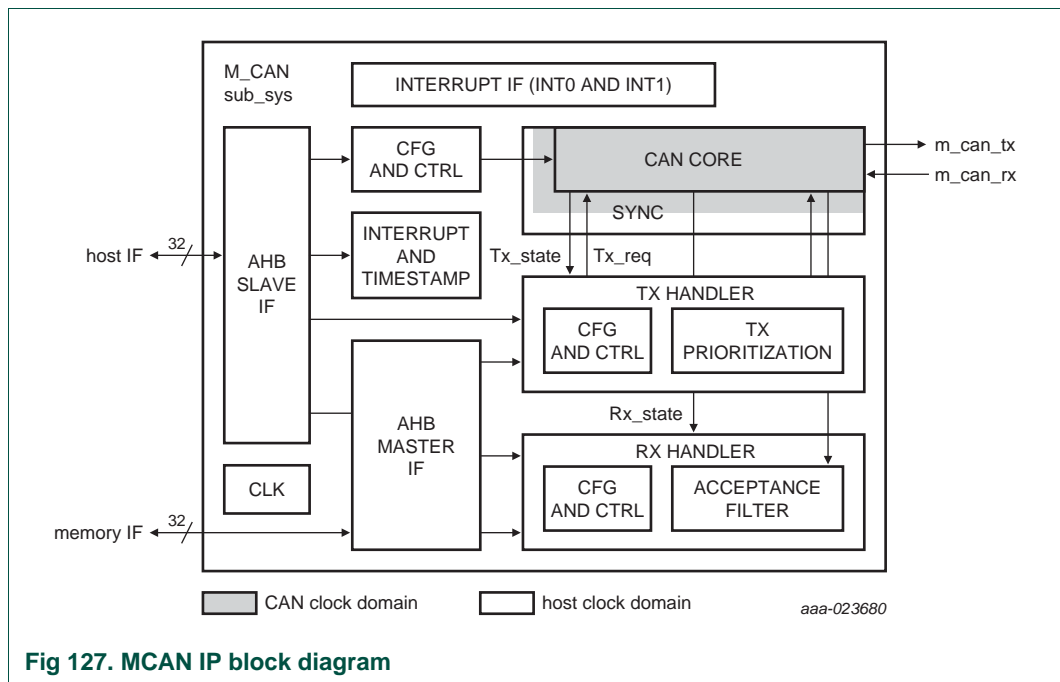 M_CAN
sub_sys
INTERRUPT IF (INT0 AND INT1)
CFG
AND CTRL
CAN CORE
m_can_tx
m_can_rx
SYNC
host IF
32
AHB
SLAVE
IF
INTERRUPT
AND
TIMESTAMP
Tx_state
Tx_req
TX HANDLER
CFG
AND CTRL
TX
PRIORITIZATION
AHB
MASTER
IF
Rx_state
RX HANDLER
CFG
AND CTRL
ACCEPTANCE
FILTER
CLK
memory IF
32
CAN clock domain
host clock domain
aaa-023680
Fig 127. MCAN IP block diagram